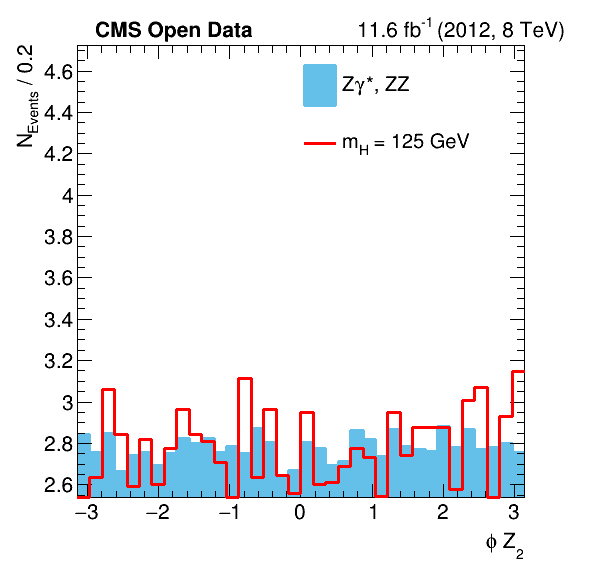 CMS Open Data 11.6 fb⁻¹ (2012, 8 TeV)
N_Events / 0.2
Zγ*, ZZ
m_H = 125 GeV
4.6
4.4
4.2
4
3.8
3.6
3.4
3.2
3
2.8
2.6
−3 −2 −1 0 1 2 3
ϕ Z₂